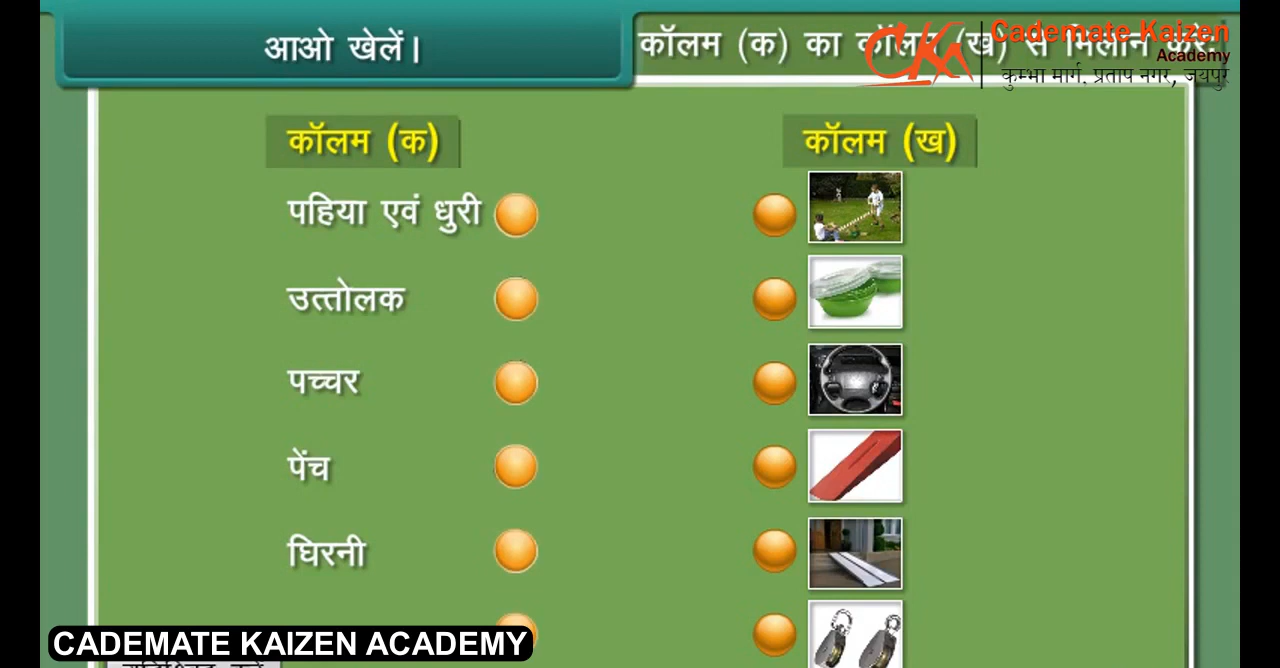 आओ खेलें।
कॉलम (क) का कॉलम (ख) से मिलान करें.
Cademate Kaizen
Academy
कुम्भा मार्ग, प्रताप नगर, जयपुर
CKA
कॉलम (क)
कॉलम (ख)
पहिया एवं धुरी
उत्तोलक
पच्चर
पेंच
घिरनी
CADEMATE KAIZEN ACADEMY